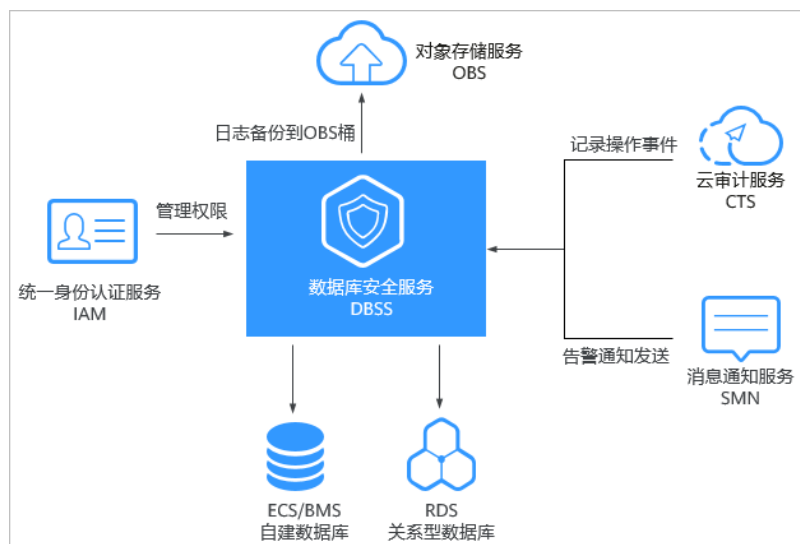 对象存储服务
OBS
日志备份到OBS桶
记录操作事件
云审计服务
CTS
管理权限
统一身份认证服务
IAM
数据库安全服务
DBSS
告警通知发送
消息通知服务
SMN
ECS/BMS
自建数据库
RDS
关系型数据库